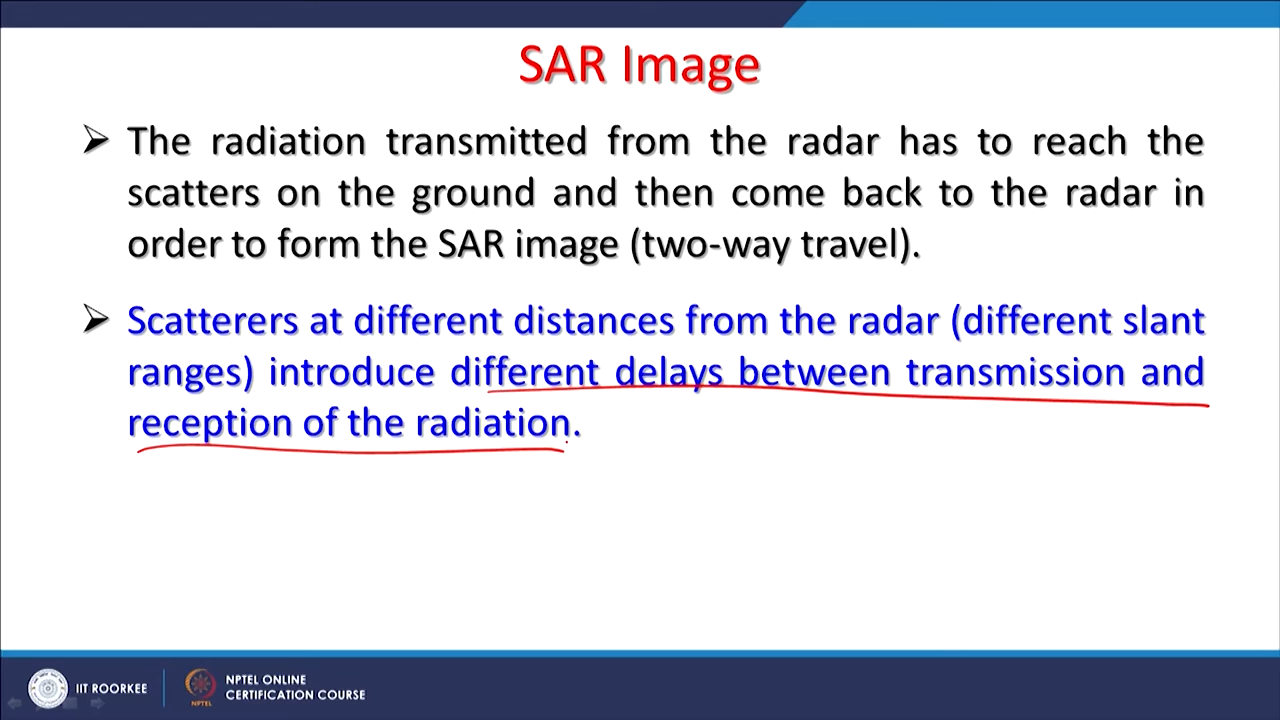 SAR Image
➢ The radiation transmitted from the radar has to reach the
scatters on the ground and then come back to the radar in
order to form the SAR image (two-way travel).
➢ Scatterers at different distances from the radar (different slant
ranges) introduce different delays between transmission and
reception of the radiation.
IIT ROORKEE
NPTEL
NPTEL ONLINE
CERTIFICATION COURSE